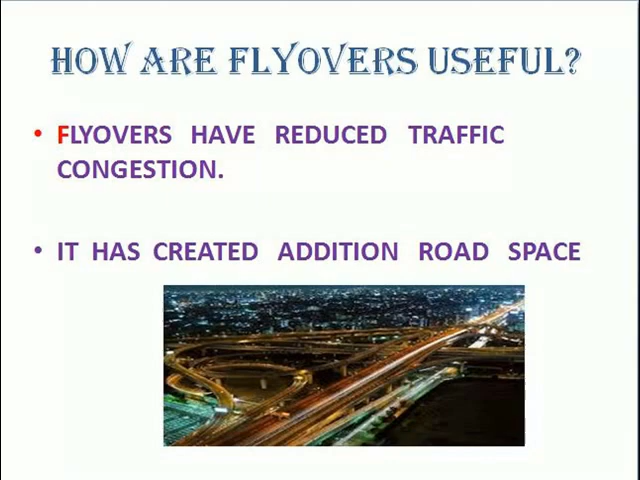 HOW ARE FLYOVERS USEFUL?
• FLYOVERS HAVE REDUCED TRAFFIC
CONGESTION.
• IT HAS CREATED ADDITION ROAD SPACE